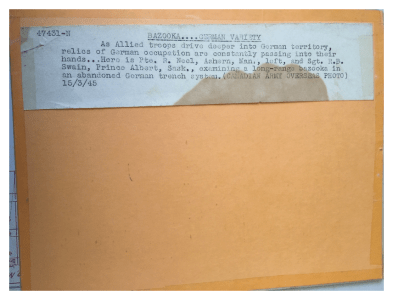 47431-N
BAZOOKA....GERMAN VARIETY
As Allied troops drive deeper into German territory,
relics of German occupation are constantly passing into their
hands...Here is Pte. R. Noel, Ashern, Man., left, and Sgt. R.B.
Swain, Prince Albert, Sask., examining a long-range bazooka in
an abandoned German trench system.(CANADIAN ARMY OVERSEAS PHOTO)
15/3/45